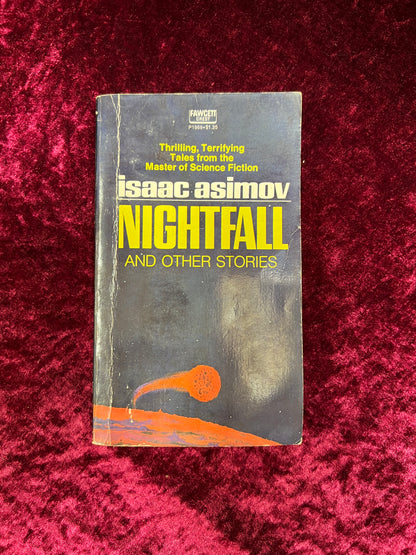 FAWCETT
CREST
P1969•$1.25
Thrilling, Terrifying
Tales from the
Master of Science Fiction
isaac asimov
NIGHTFALL
AND OTHER STORIES